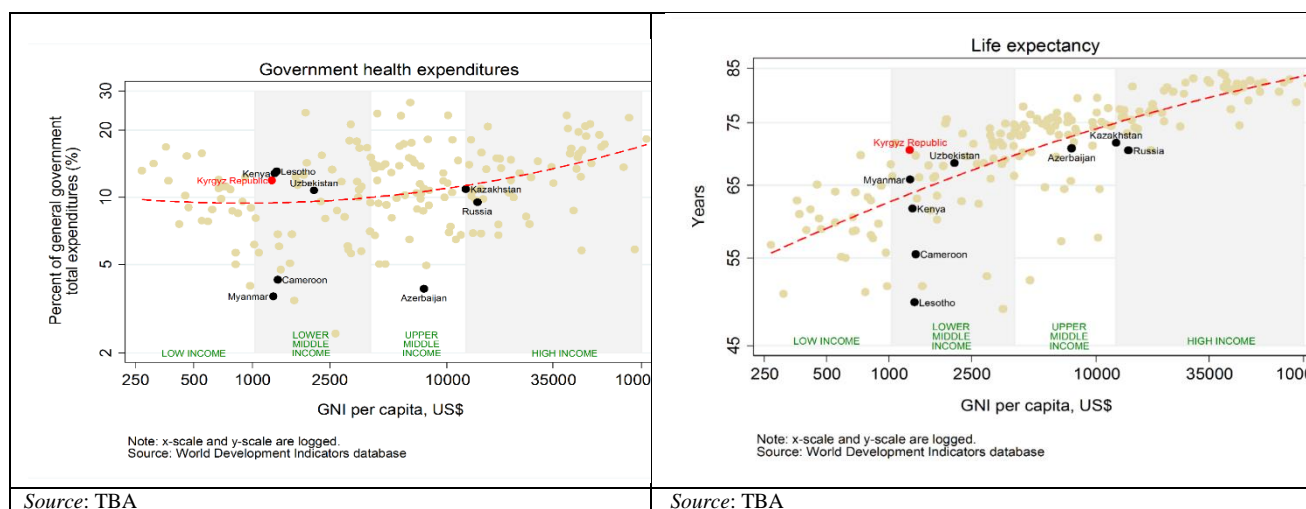 Government health expenditures
Percent of general government
total expenditures (%)
30
20
10
5
2
Kenya
Lesotho
Kyrgyz Republic
Uzbekistan
Kazakhstan
Russia
Cameroon
Myanmar
Azerbaijan
LOW INCOME
LOWER
MIDDLE
INCOME
UPPER
MIDDLE
INCOME
HIGH INCOME
250 500 1000 2500 10000 35000 1000
GNI per capita, US$
Note: x-scale and y-scale are logged.
Source: World Development Indicators database
Source: TBA
Life expectancy
Years
85
75
65
55
45
Kyrgyz Republic
Uzbekistan
Kazakhstan
Azerbaijan
Russia
Myanmar
Kenya
Cameroon
Lesotho
LOW INCOME
LOWER
MIDDLE
INCOME
UPPER
MIDDLE
INCOME
HIGH INCOME
250 500 1000 2500 10000 35000 1000
GNI per capita, US$
Note: x-scale and y-scale are logged.
Source: World Development Indicators database
Source: TBA